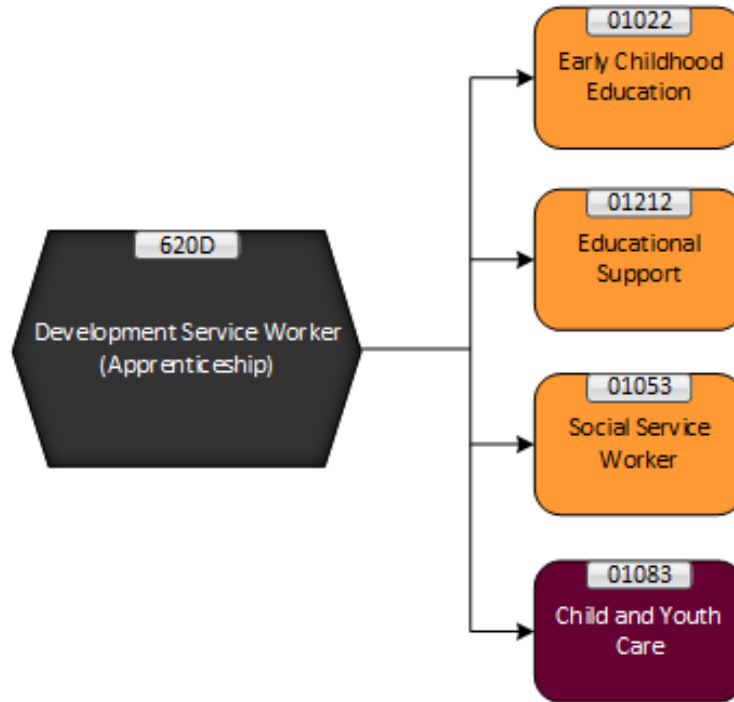 620D
Development Service Worker
(Apprenticeship)
01022
Early Childhood
Education
01212
Educational
Support
01053
Social Service
Worker
01083
Child and Youth
Care